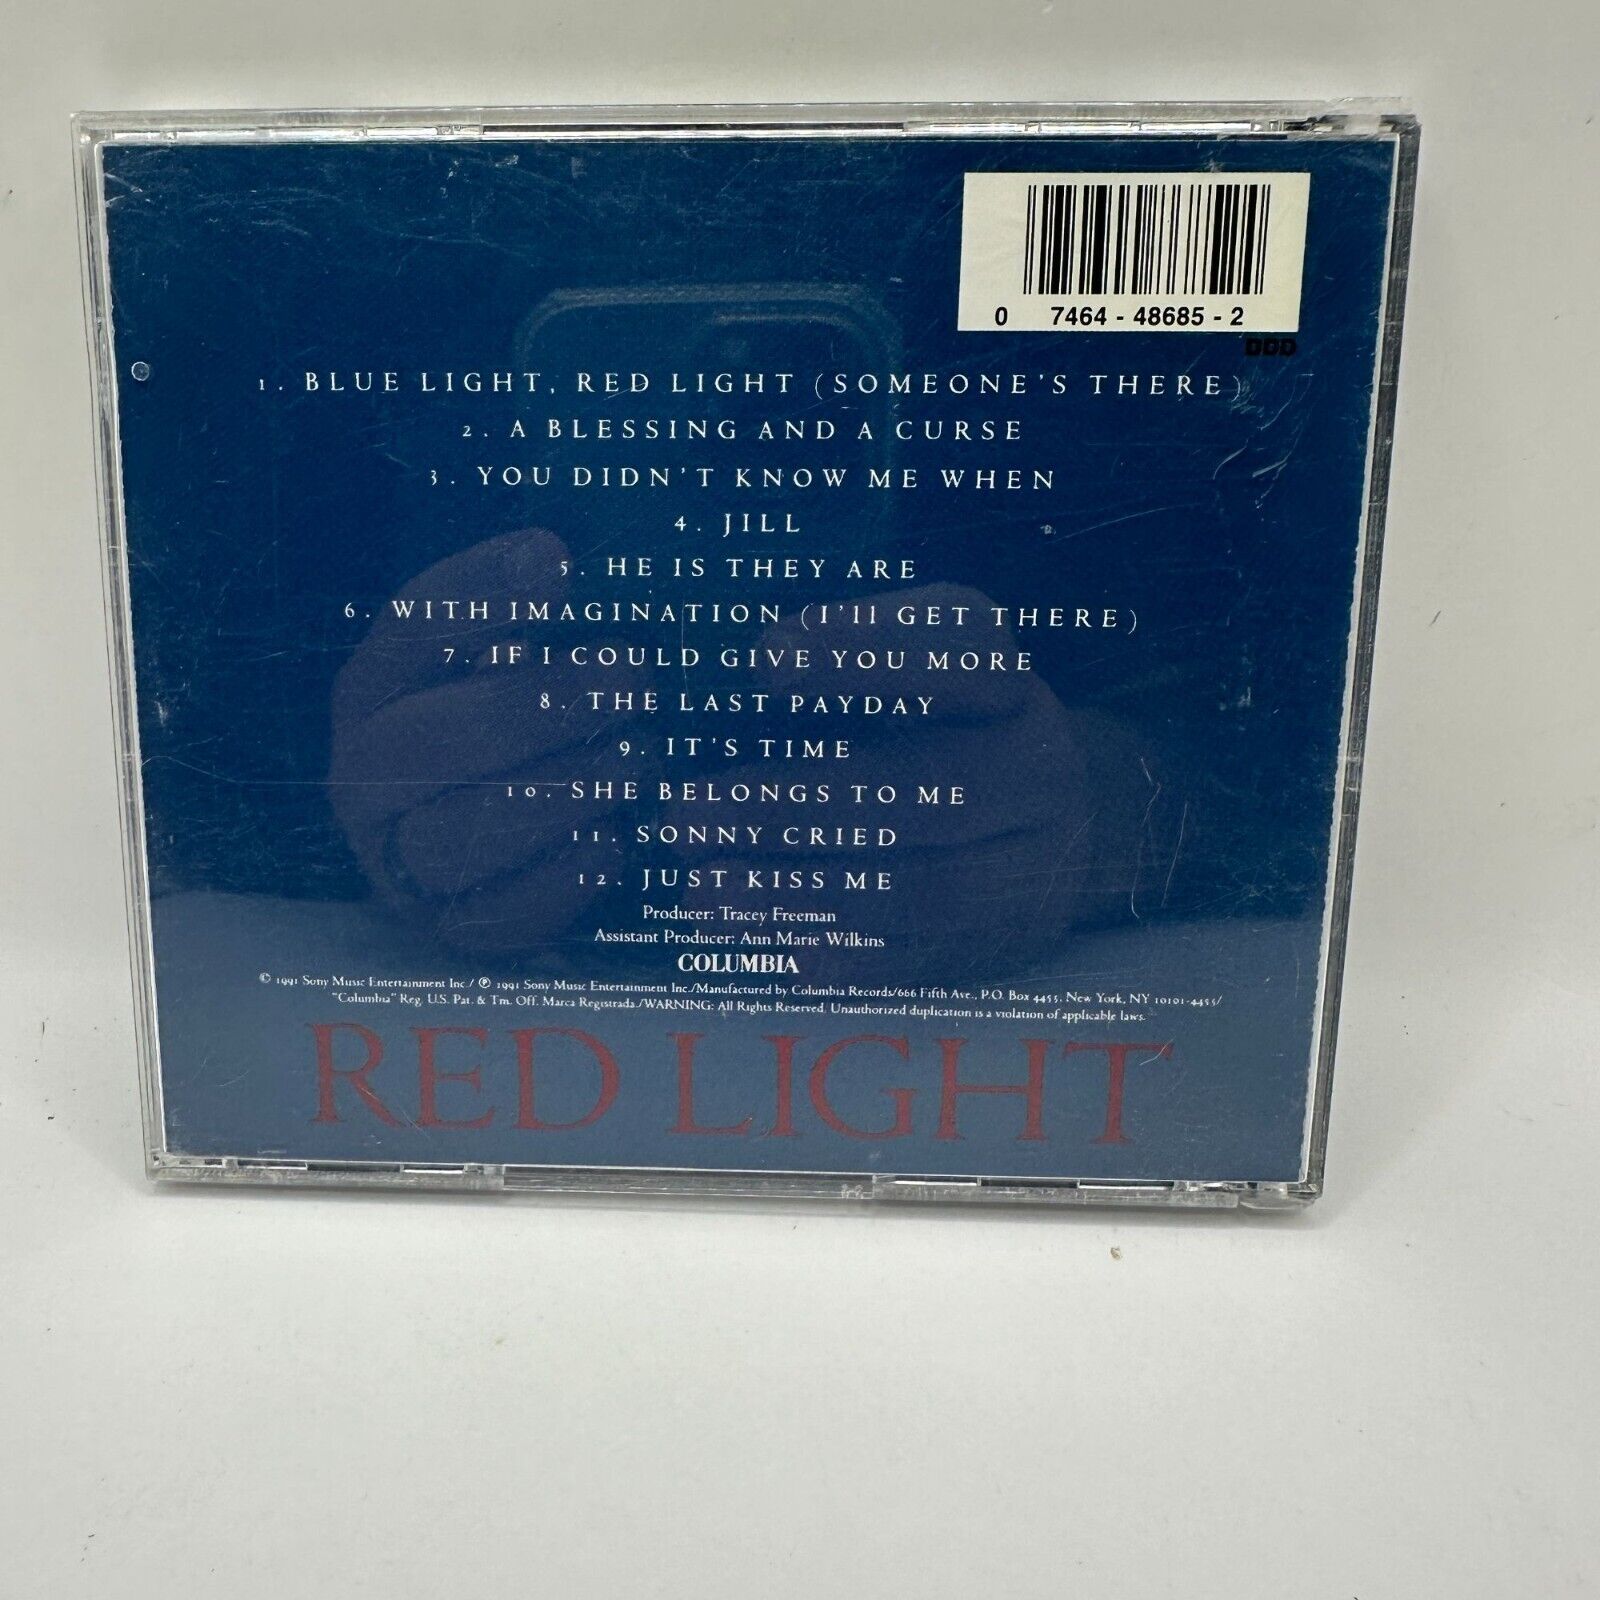 0 7464 - 48685 - 2
DDD
1. BLUE LIGHT, RED LIGHT (SOMEONE'S THERE)
2. A BLESSING AND A CURSE
3. YOU DIDN'T KNOW ME WHEN
4. JILL
5. HE IS THEY ARE
6. WITH IMAGINATION (I'll GET THERE)
7. IF I COULD GIVE YOU MORE
8. THE LAST PAYDAY
9. IT'S TIME
10. SHE BELONGS TO ME
11. SONNY CRIED
12. JUST KISS ME
Producer: Tracey Freeman
Assistant Producer: Ann Marie Wilkins
COLUMBIA
© 1991 Sony Music Entertainment Inc./ ℗ 1991 Sony Music Entertainment Inc./Manufactured by Columbia Records/666 Fifth Ave., P.O. Box 4455, New York, NY 10101-4455/
"Columbia" Reg. U.S. Pat. & Tm. Off. Marca Registrada./WARNING: All Rights Reserved. Unauthorized duplication is a violation of applicable laws.
RED LIGHT